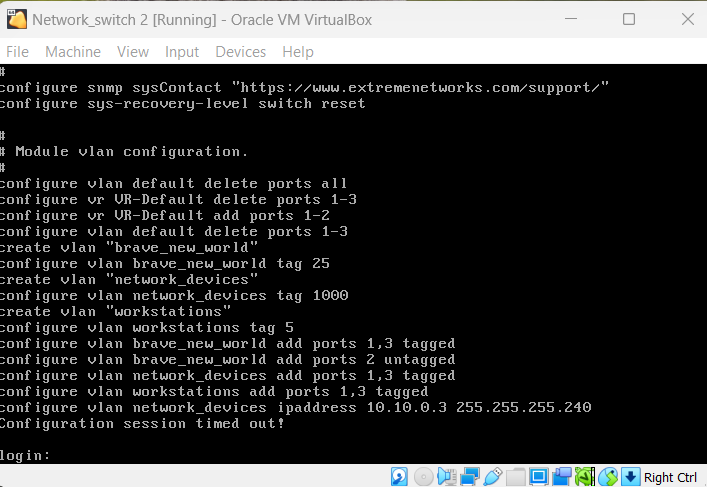 Network_switch 2 [Running] - Oracle VM VirtualBox
File Machine View Input Devices Help
#
configure snmp sysContact "https://www.extremenetworks.com/support/"
configure sys-recovery-level switch reset
#
# Module vlan configuration.
#
configure vlan default delete ports all
configure vr VR-Default delete ports 1-3
configure vr VR-Default add ports 1-2
configure vlan default delete ports 1-3
create vlan "brave_new_world"
configure vlan brave_new_world tag 25
create vlan "network_devices"
configure vlan network_devices tag 1000
create vlan "workstations"
configure vlan workstations tag 5
configure vlan brave_new_world add ports 1,3 tagged
configure vlan brave_new_world add ports 2 untagged
configure vlan network_devices add ports 1,3 tagged
configure vlan workstations add ports 1,3 tagged
configure vlan network_devices ipaddress 10.10.0.3 255.255.255.240
Configuration session timed out!
login:
Right Ctrl